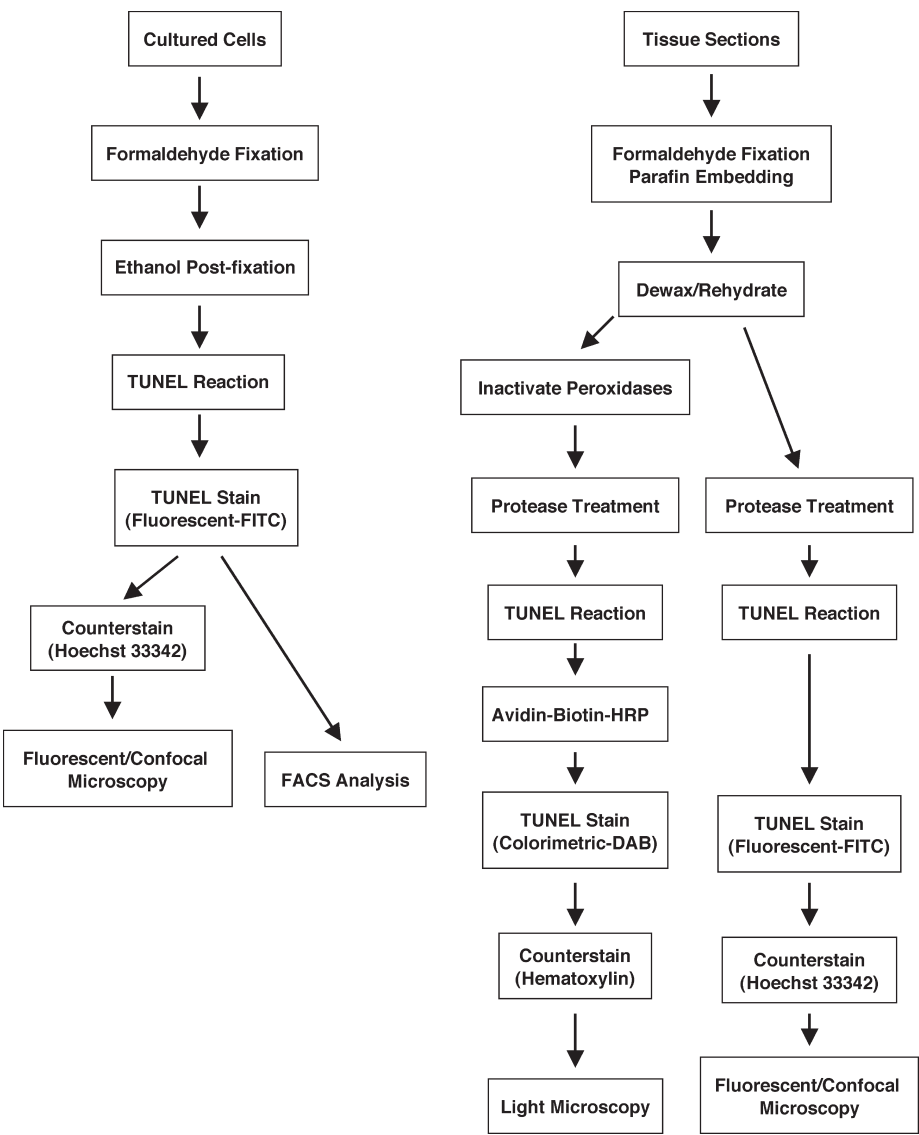 Cultured Cells
Formaldehyde Fixation
Ethanol Post-fixation
TUNEL Reaction
TUNEL Stain
(Fluorescent-FITC)
Counterstain
(Hoechst 33342)
Fluorescent/Confocal
Microscopy
FACS Analysis
Tissue Sections
Formaldehyde Fixation
Parafin Embedding
Dewax/Rehydrate
Inactivate Peroxidases
Protease Treatment
TUNEL Reaction
Avidin-Biotin-HRP
TUNEL Stain
(Colorimetric-DAB)
Counterstain
(Hematoxylin)
Light Microscopy
Protease Treatment
TUNEL Reaction
TUNEL Stain
(Fluorescent-FITC)
Counterstain
(Hoechst 33342)
Fluorescent/Confocal
Microscopy